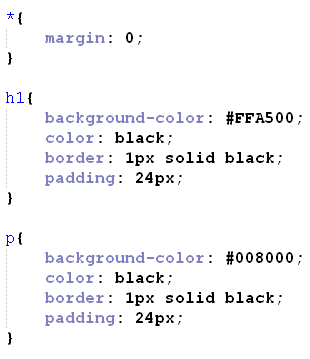 *{
    margin: 0;
}

h1{
    background-color: #FFA500;
    color: black;
    border: 1px solid black;
    padding: 24px;
}

p{
    background-color: #008000;
    color: black;
    border: 1px solid black;
    padding: 24px;
}